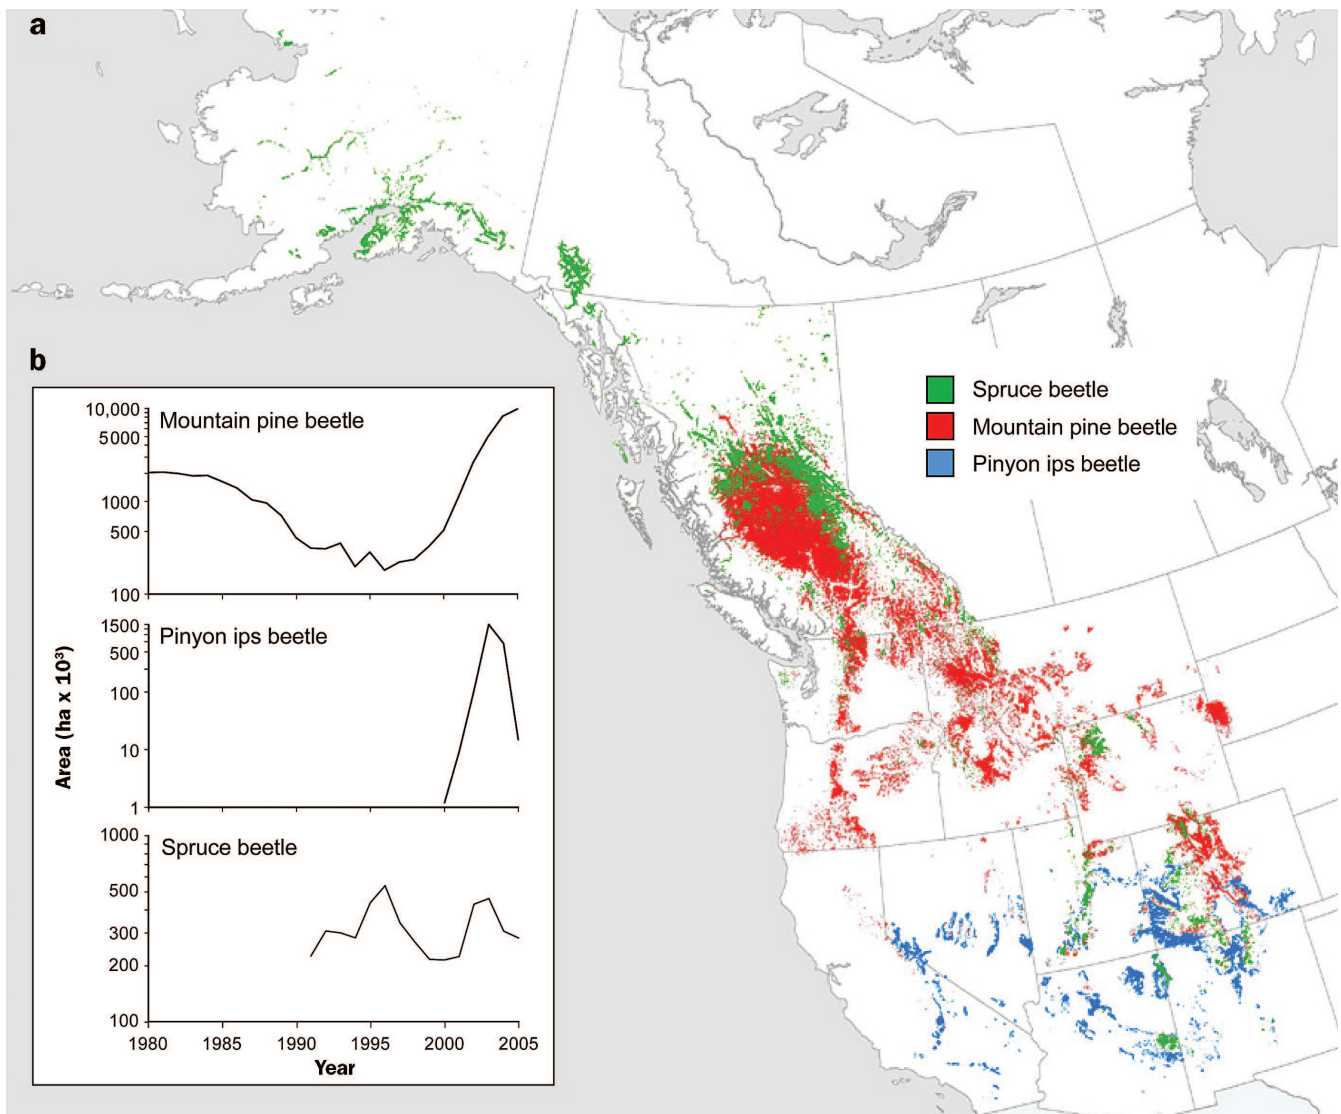 a
Spruce beetle
Mountain pine beetle
Pinyon ips beetle
b
Area (ha x 10³)
Mountain pine beetle
10,000
5000
1000
500
100
Pinyon ips beetle
1500
500
100
10
1
Spruce beetle
1000
500
300
200
100
1980 1985 1990 1995 2000 2005
Year